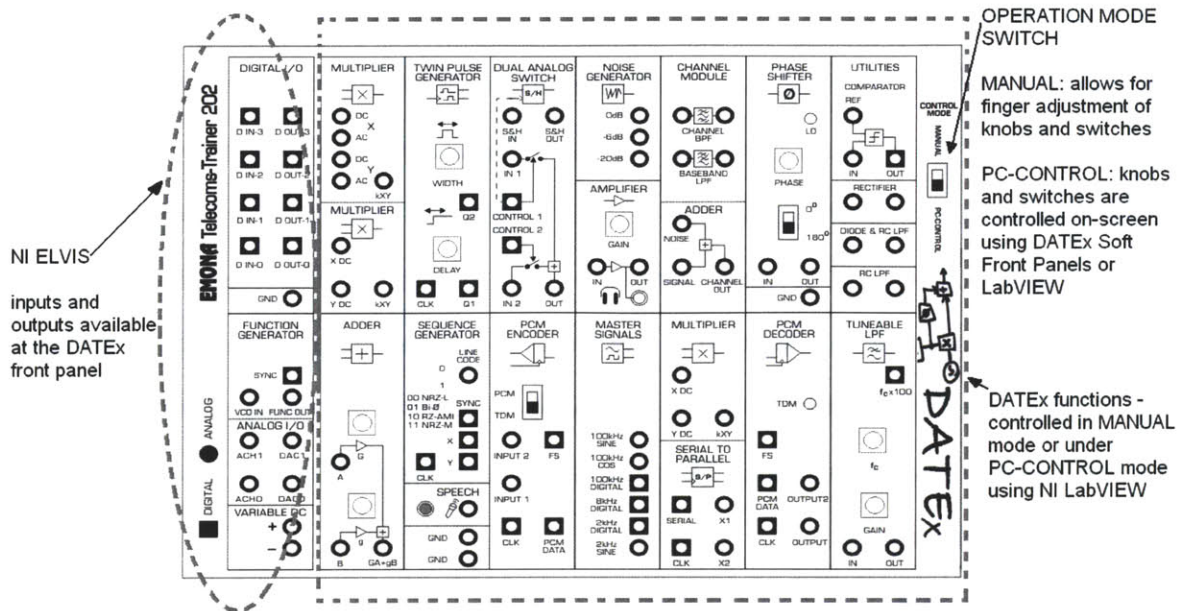 OPERATION MODE
SWITCH
MANUAL: allows for
finger adjustment of
knobs and switches
PC-CONTROL: knobs
and switches are
controlled on-screen
using DATEx Soft
Front Panels or
LabVIEW
DATEx functions -
controlled in MANUAL
mode or under
PC-CONTROL mode
using NI LabVIEW
NI ELVIS
inputs and
outputs available
at the DATEx
front panel
EMONA Telecoms-Trainer 202
DIGITAL
ANALOG
DIGITAL I/O
D IN-3 D OUT-3
D IN-2 D OUT-2
D IN-1 D OUT-1
D IN-0 D OUT-0
GND
FUNCTION
GENERATOR
SYNC
VCO IN FUNC OUT
ANALOG I/O
ACH1 DAC1
ACH0 DAC0
VARIABLE DC
+
−
MULTIPLIER
X
DC
X
AC
DC
Y
AC kXY
MULTIPLIER
X
X DC
Y DC kXY
ADDER
+
G
A
g
+
B GA+gB
TWIN PULSE
GENERATOR
WIDTH
Q2
DELAY
CLK Q1
SEQUENCE
GENERATOR
LINE
CODE
O
1
00 NRZ-L
01 Bi-Ø
10 RZ-AMI
11 NRZ-M
SYNC
X
Y
CLK
SPEECH
GND
GND
DUAL ANALOG
SWITCH
S/H
S&H
IN
S&H
OUT
IN 1
CONTROL 1
CONTROL 2
+
IN 2 OUT
PCM
ENCODER
PCM
TDM
INPUT 2 FS
INPUT 1
CLK PCM
DATA
NOISE
GENERATOR
0dB
-6dB
-20dB
AMPLIFIER
GAIN
IN OUT
MASTER
SIGNALS
100kHz
SINE
100kHz
COS
100kHz
DIGITAL
8kHz
DIGITAL
2kHz
DIGITAL
2kHz
SINE
CHANNEL
MODULE
CHANNEL
BPF
BASEBAND
LPF
ADDER
NOISE
+
SIGNAL CHANNEL
OUT
MULTIPLIER
X
X DC
Y DC kXY
SERIAL TO
PARALLEL
S/P
SERIAL X1
CLK X2
PHASE
SHIFTER
Ø
LO
PHASE
0°
180°
IN OUT
GND
PCM
DECODER
TDM
FS
PCM
DATA
OUTPUT2
CLK OUTPUT
UTILITIES
COMPARATOR
REF
IN OUT
RECTIFIER
DIODE & RC LPF
RC LPF
TUNEABLE
LPF
fc x100
fc
GAIN
IN OUT
CONTROL
MODE
MANUAL
PC-CONTROL
DATEx